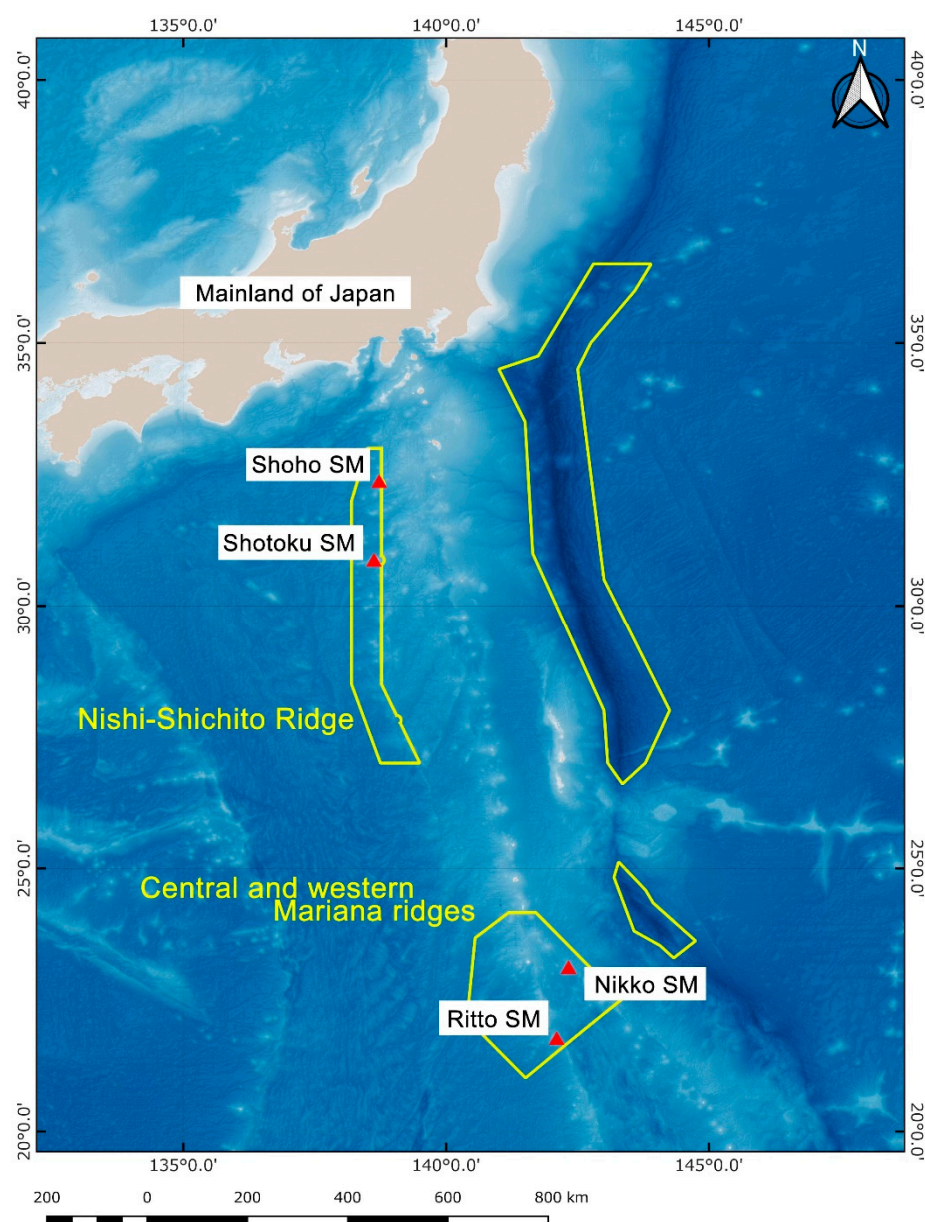 135°0.0' 140°0.0' 145°0.0'
N
40°0.0' 40°0.0'
Mainland of Japan
35°0.0' 35°0.0'
Shoho SM
Shotoku SM
30°0.0' 30°0.0'
Nishi-Shichito Ridge
25°0.0' 25°0.0'
Central and western
Mariana ridges
Nikko SM
Ritto SM
20°0.0' 20°0.0'
135°0.0' 140°0.0' 145°0.0'
200 0 200 400 600 800 km